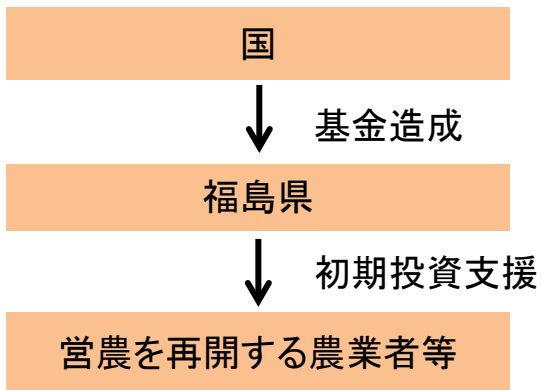 国
基金造成
福島県
初期投資支援
営農を再開する農業者等